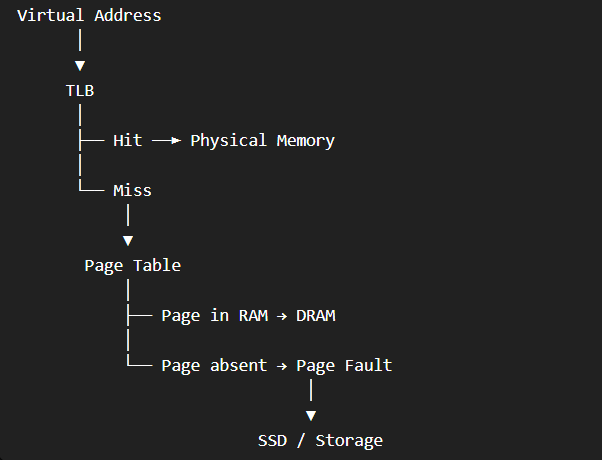 Virtual Address
TLB
Hit ──► Physical Memory
Miss
Page Table
Page in RAM → DRAM
Page absent → Page Fault
SSD / Storage